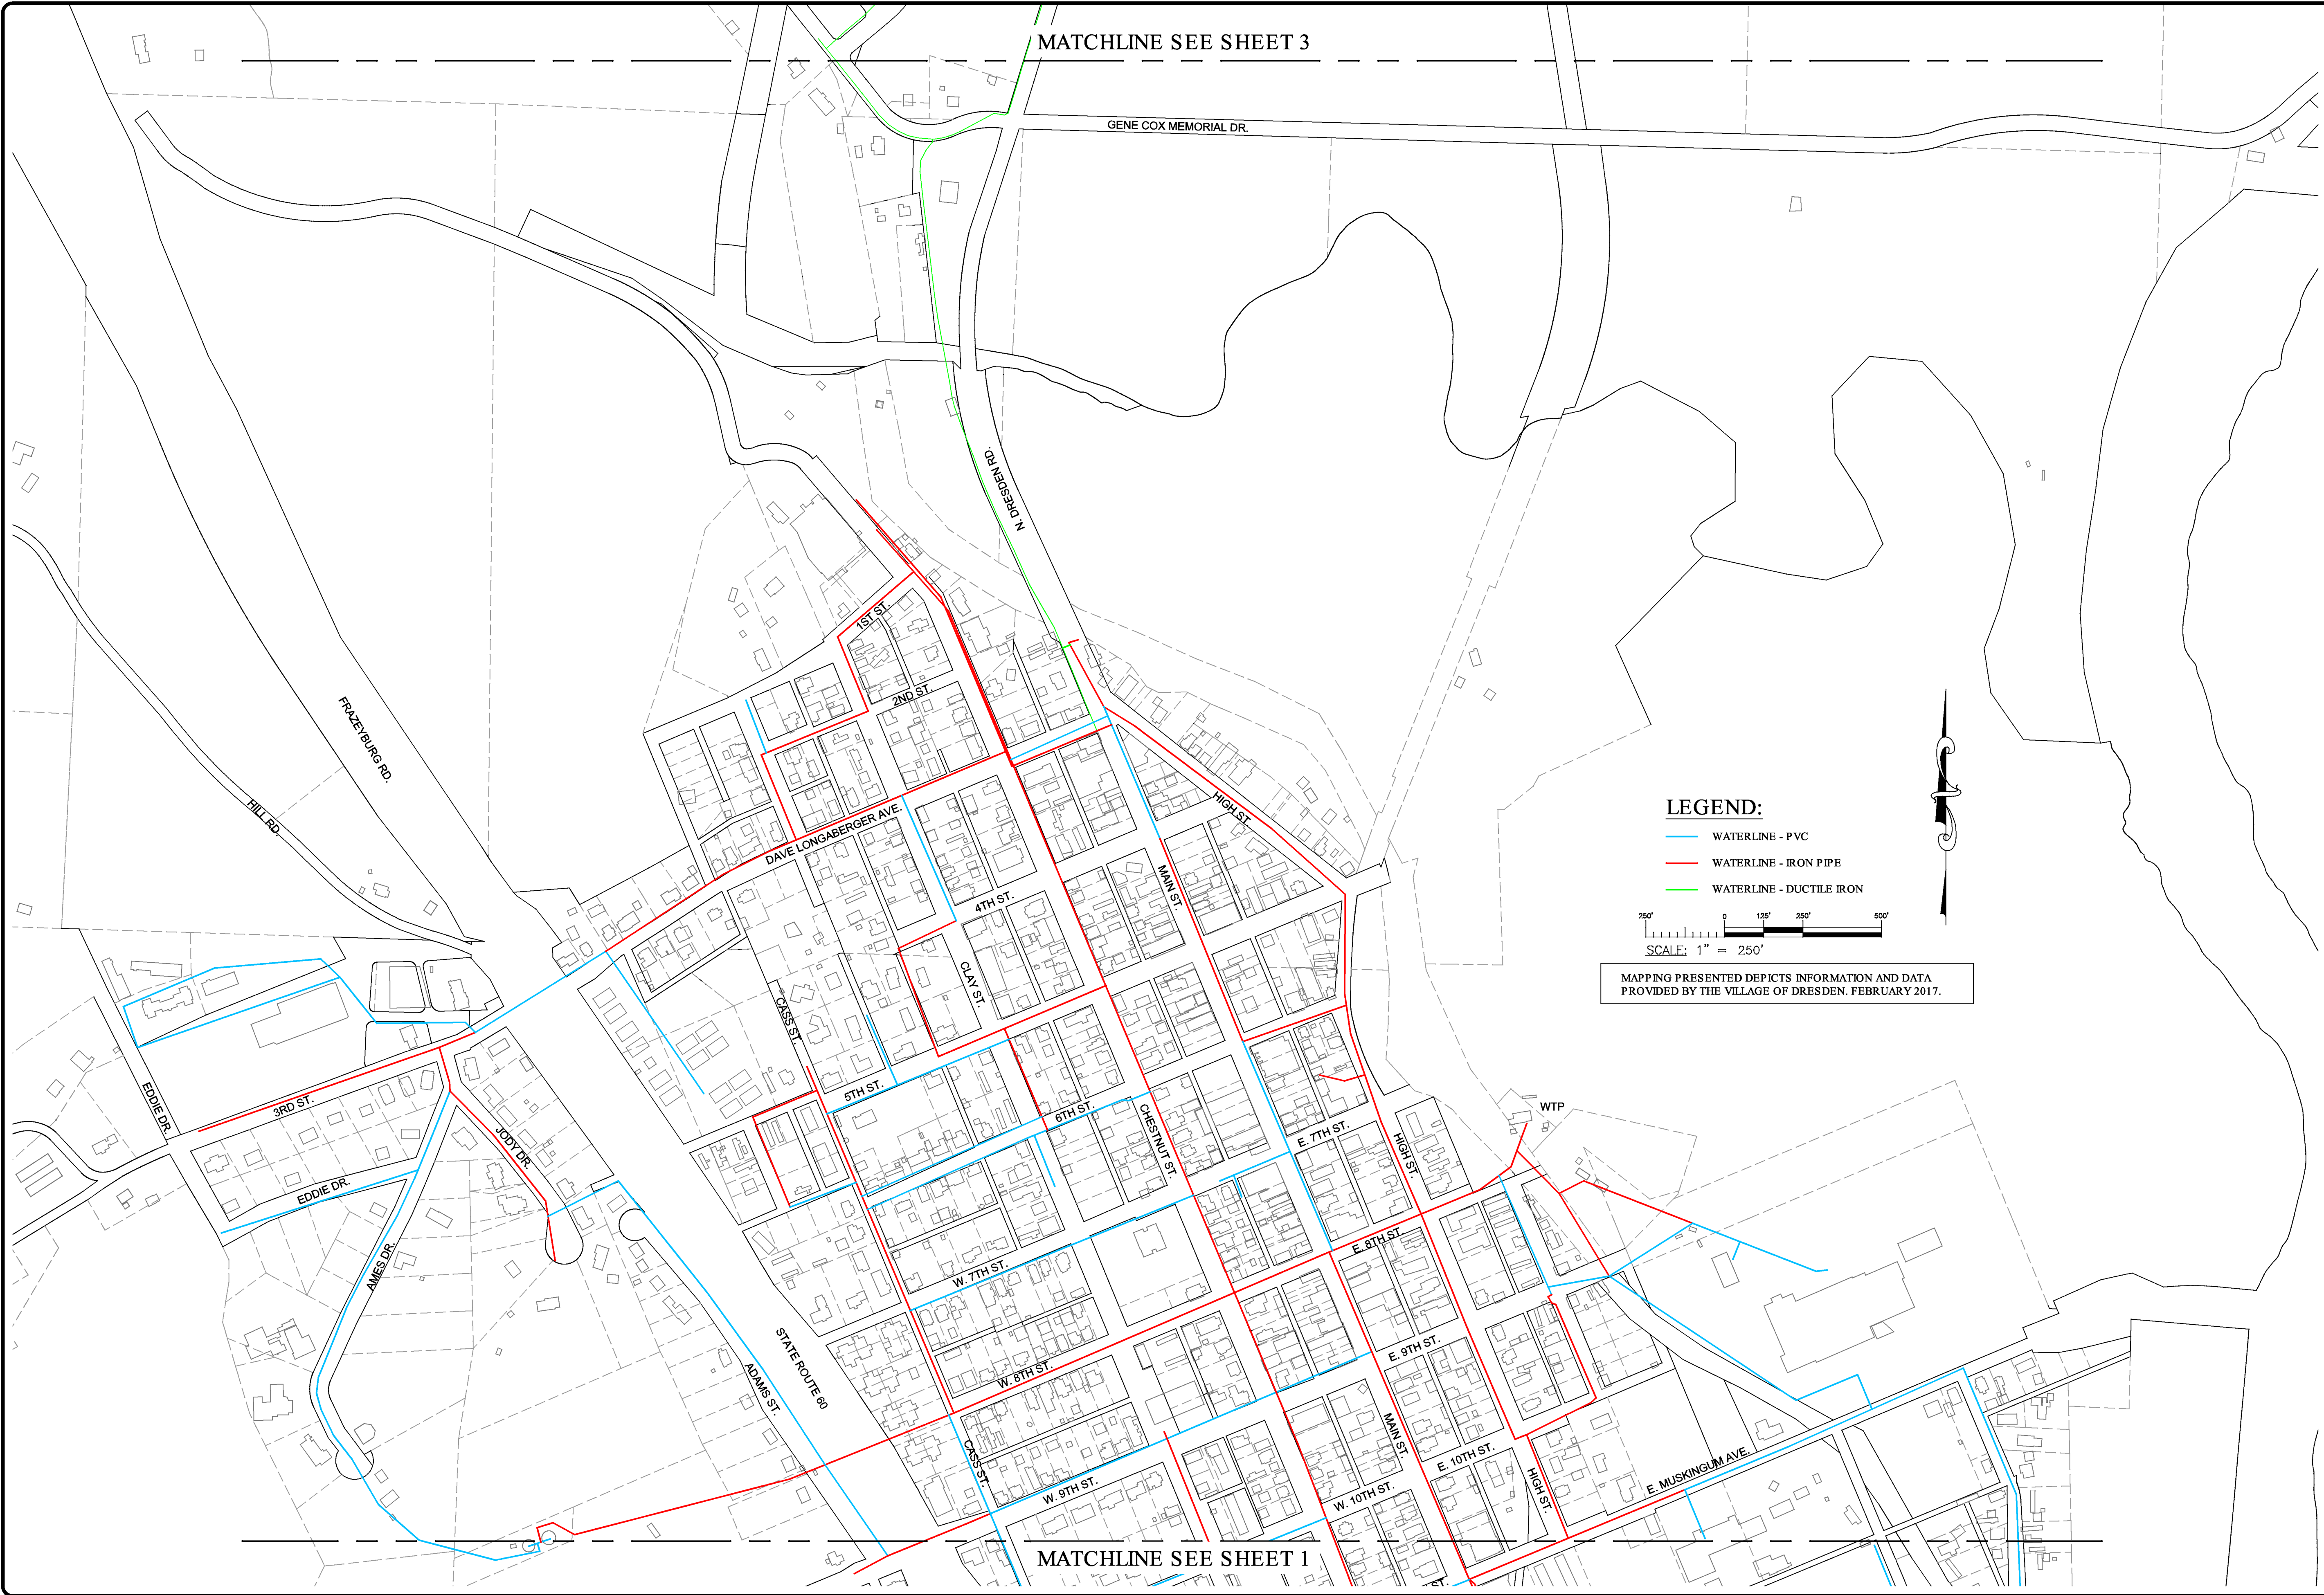 MATCHLINE SEE SHEET 3
GENE COX MEMORIAL DR.
N. DRESDEN RD.
1ST ST.
2ND ST.
FRAZEYBURG RD.
HILL RD.
DAVE LONGABERGER AVE.
HIGH ST.
MAIN ST.
4TH ST.
CLAY ST.
CASS ST.
LEGEND:
WATERLINE - PVC
WATERLINE - IRON PIPE
WATERLINE - DUCTILE IRON
250' 0 125' 250' 500'
SCALE: 1" = 250'
MAPPING PRESENTED DEPICTS INFORMATION AND DATA
PROVIDED BY THE VILLAGE OF DRESDEN. FEBRUARY 2017.
EDDIE DR.
3RD ST.
5TH ST.
6TH ST.
CHESTNUT ST.
WTP
E. 7TH ST.
HIGH ST.
JODY DR.
EDDIE DR.
AMES DR.
W. 7TH ST.
E. 8TH ST.
STATE ROUTE 60
ADAMS ST.
W. 8TH ST.
E. 9TH ST.
MAIN ST.
CASS ST.
W. 9TH ST.
E. 10TH ST.
W. 10TH ST.
HIGH ST.
E. MUSKINGUM AVE.
MATCHLINE SEE SHEET 1
ST.